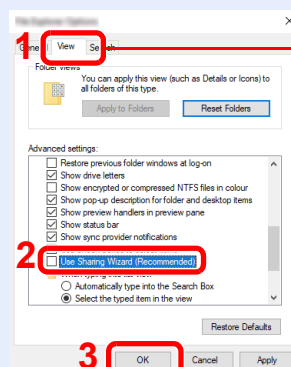 File Explorer Options
1
General View Search
Folder views
You can apply this view (such as Details or Icons) to
all folders of this type.
Apply to Folders Reset Folders
Advanced settings:
Restore previous folder windows at log-on
Show drive letters
Show encrypted or compressed NTFS files in colour
Show pop-up description for folder and desktop items
Show preview handlers in preview pane
Show status bar
Show sync provider notifications
2
Use Sharing Wizard (Recommended)
When typing into list view
Automatically type into the Search Box
Select the typed item in the view
Restore Defaults
3
OK Cancel Apply